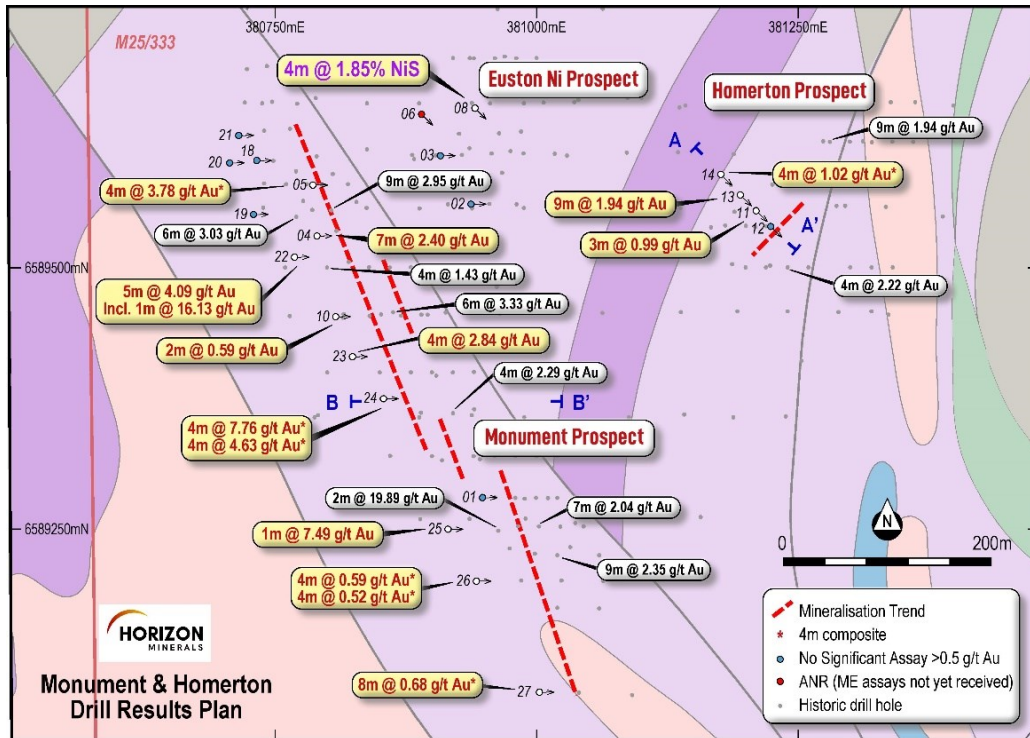 380750mE
381000mE
381250mE
M25/333
4m @ 1.85% NiS
Euston Ni Prospect
Homerton Prospect
08
06
21
9m @ 1.94 g/t Au
A
18
20
03
14
4m @ 1.02 g/t Au*
4m @ 3.78 g/t Au*
05
9m @ 2.95 g/t Au
13
9m @ 1.94 g/t Au
02
11
19
12
A'
6m @ 3.03 g/t Au
04
7m @ 2.40 g/t Au
3m @ 0.99 g/t Au
22
6589500mN
4m @ 1.43 g/t Au
4m @ 2.22 g/t Au
5m @ 4.09 g/t Au
Incl. 1m @ 16.13 g/t Au
6m @ 3.33 g/t Au
10
2m @ 0.59 g/t Au
4m @ 2.84 g/t Au
23
4m @ 2.29 g/t Au
B
24
B'
4m @ 7.76 g/t Au*
4m @ 4.63 g/t Au*
Monument Prospect
2m @ 19.89 g/t Au
01
7m @ 2.04 g/t Au
6589250mN
1m @ 7.49 g/t Au
25
N
0
200m
9m @ 2.35 g/t Au
4m @ 0.59 g/t Au*
4m @ 0.52 g/t Au*
26
HORIZON
MINERALS
Monument & Homerton
Drill Results Plan
8m @ 0.68 g/t Au*
27
Mineralisation Trend
* 4m composite
No Significant Assay >0.5 g/t Au
ANR (ME assays not yet received)
Historic drill hole